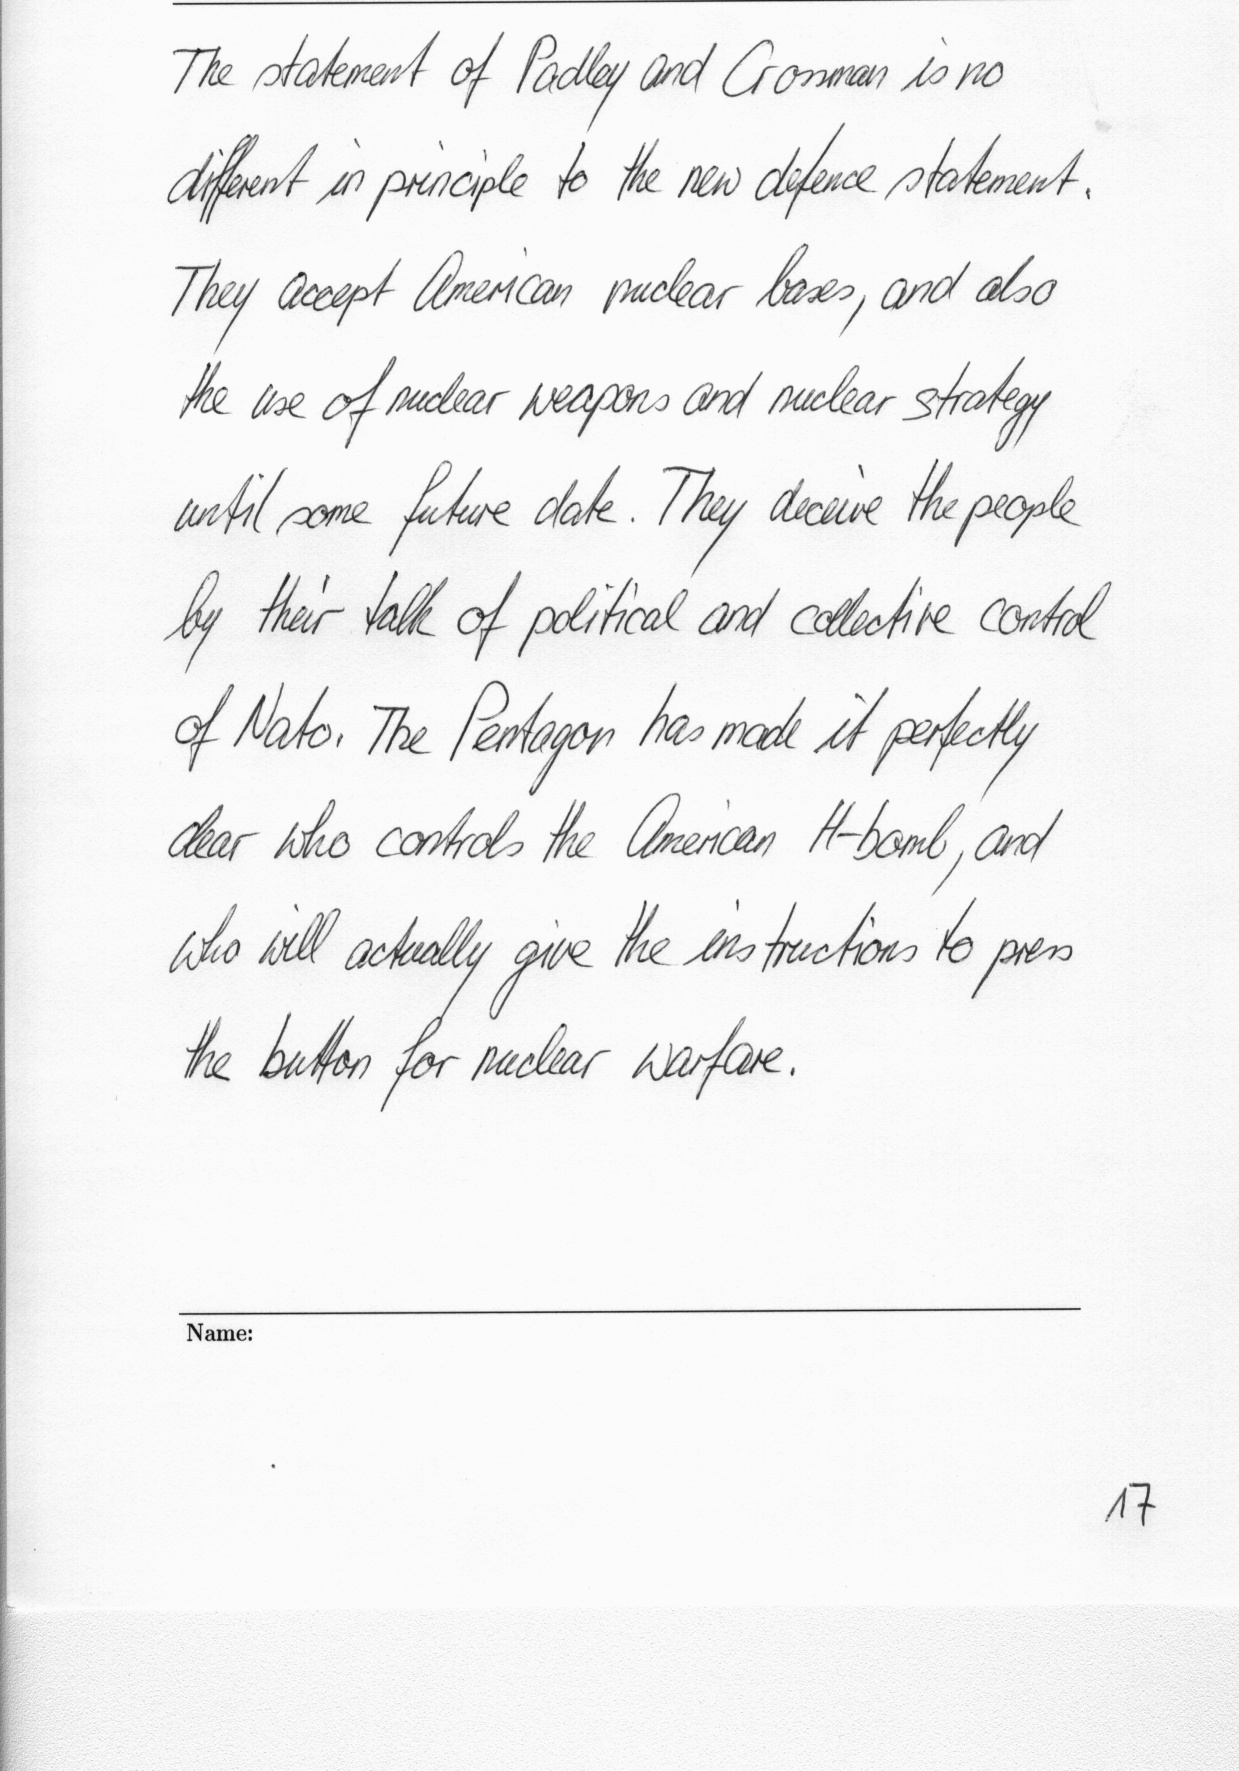 The statement of Padley and Crossman is no
different in principle to the new defence statement.
They accept American nuclear bases, and also
the use of nuclear weapons and nuclear strategy
until some future date. They deceive the people
by their talk of political and collective control
of Nato. The Pentagon has made it perfectly
clear who controls the American H-bomb, and
who will actually give the instructions to press
the button for nuclear warfare.
Name:
17